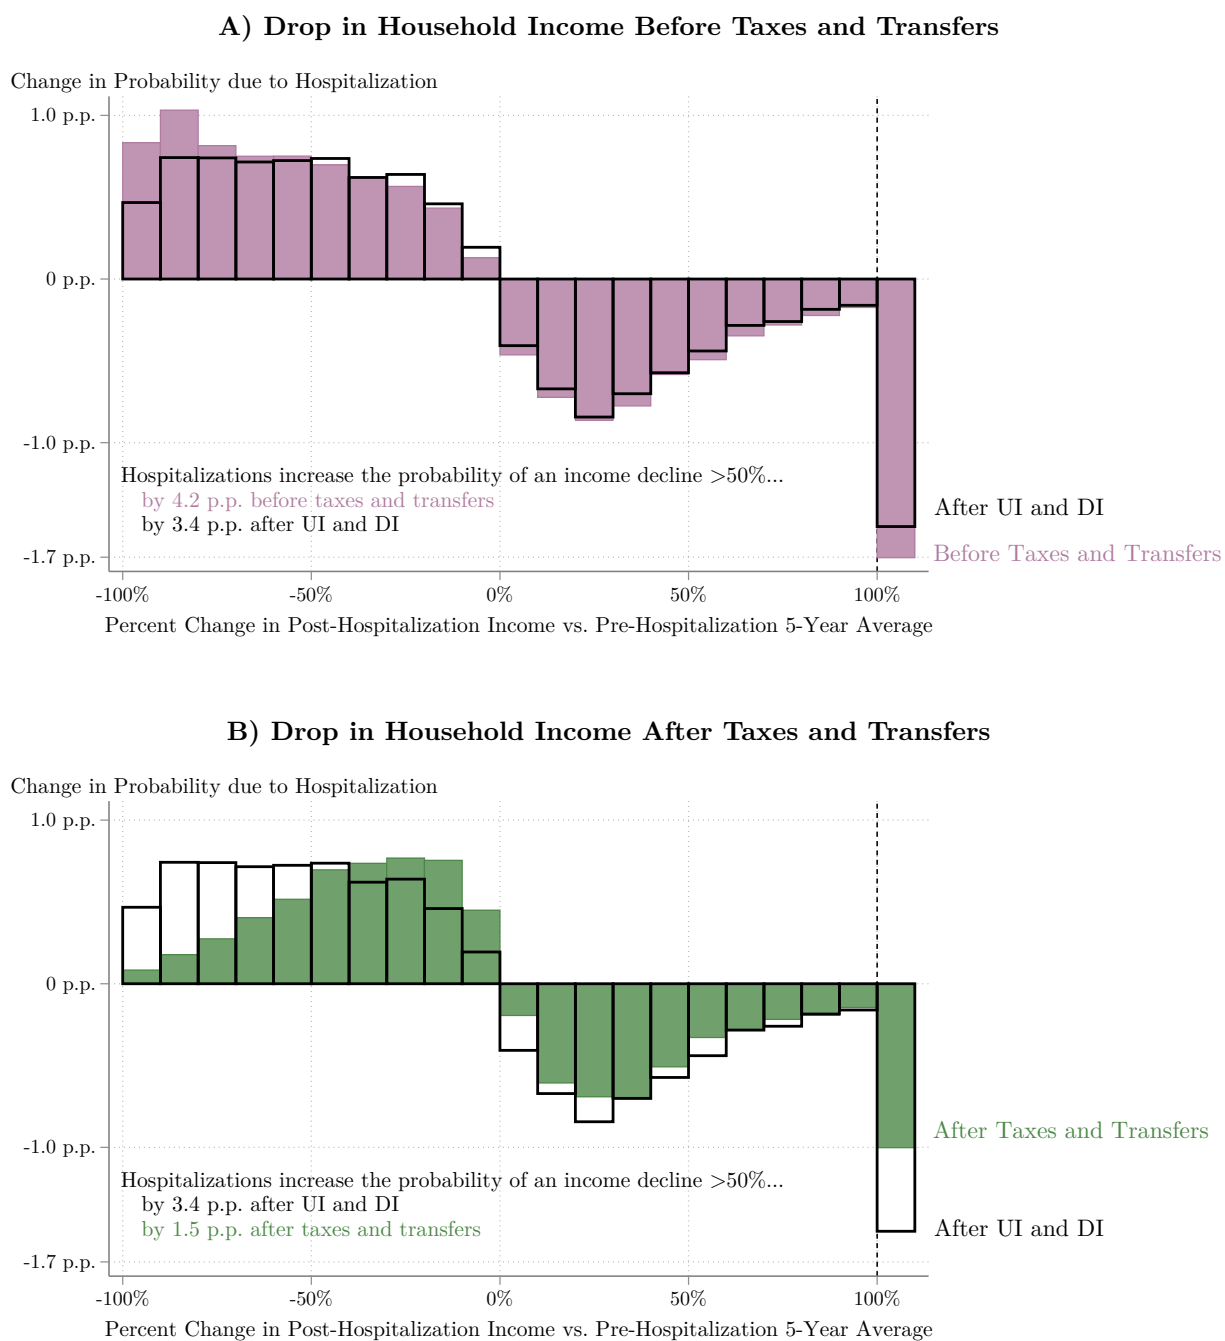 A) Drop in Household Income Before Taxes and Transfers
Change in Probability due to Hospitalization
1.0 p.p.
0 p.p.
-1.0 p.p.
Hospitalizations increase the probability of an income decline >50%...
by 4.2 p.p. before taxes and transfers
by 3.4 p.p. after UI and DI
After UI and DI
Before Taxes and Transfers
-1.7 p.p.
-100% -50% 0% 50% 100%
Percent Change in Post-Hospitalization Income vs. Pre-Hospitalization 5-Year Average
B) Drop in Household Income After Taxes and Transfers
Change in Probability due to Hospitalization
1.0 p.p.
0 p.p.
After Taxes and Transfers
-1.0 p.p.
Hospitalizations increase the probability of an income decline >50%...
by 3.4 p.p. after UI and DI
by 1.5 p.p. after taxes and transfers
After UI and DI
-1.7 p.p.
-100% -50% 0% 50% 100%
Percent Change in Post-Hospitalization Income vs. Pre-Hospitalization 5-Year Average